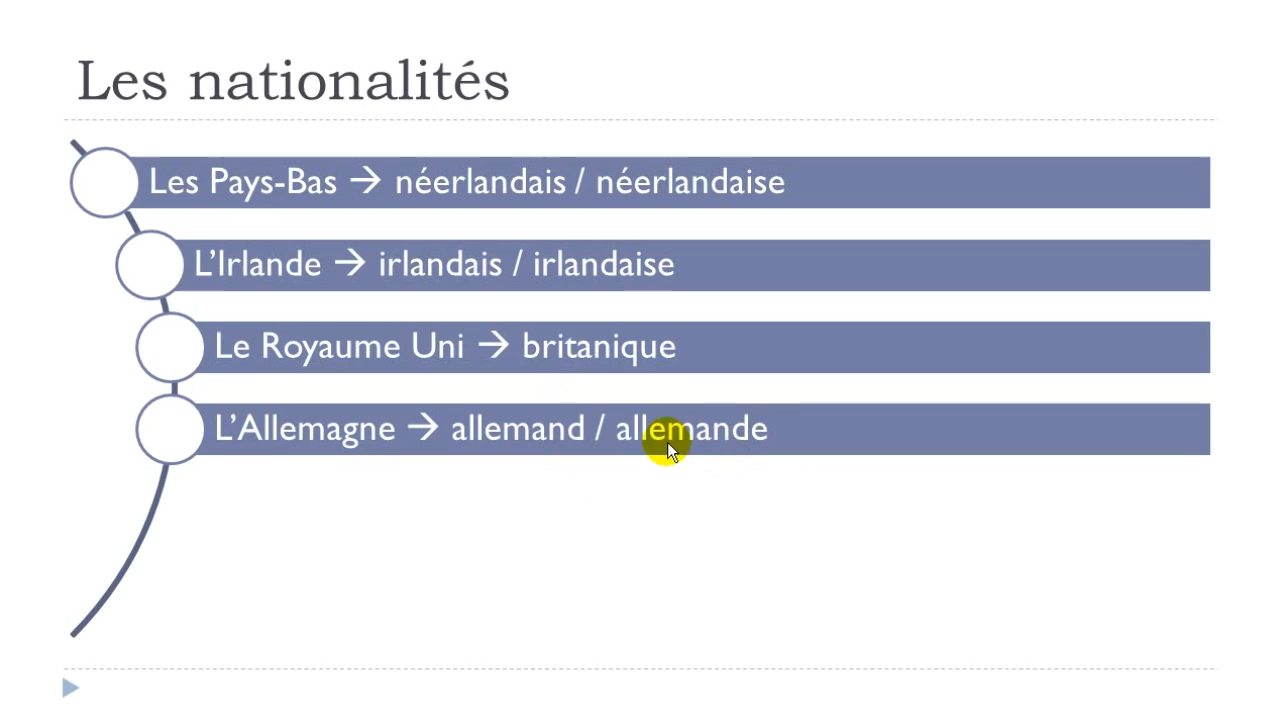 Les nationalités
Les Pays-Bas → néerlandais / néerlandaise
L’Irlande → irlandais / irlandaise
Le Royaume Uni → britanique
L’Allemagne → allemand / allemande